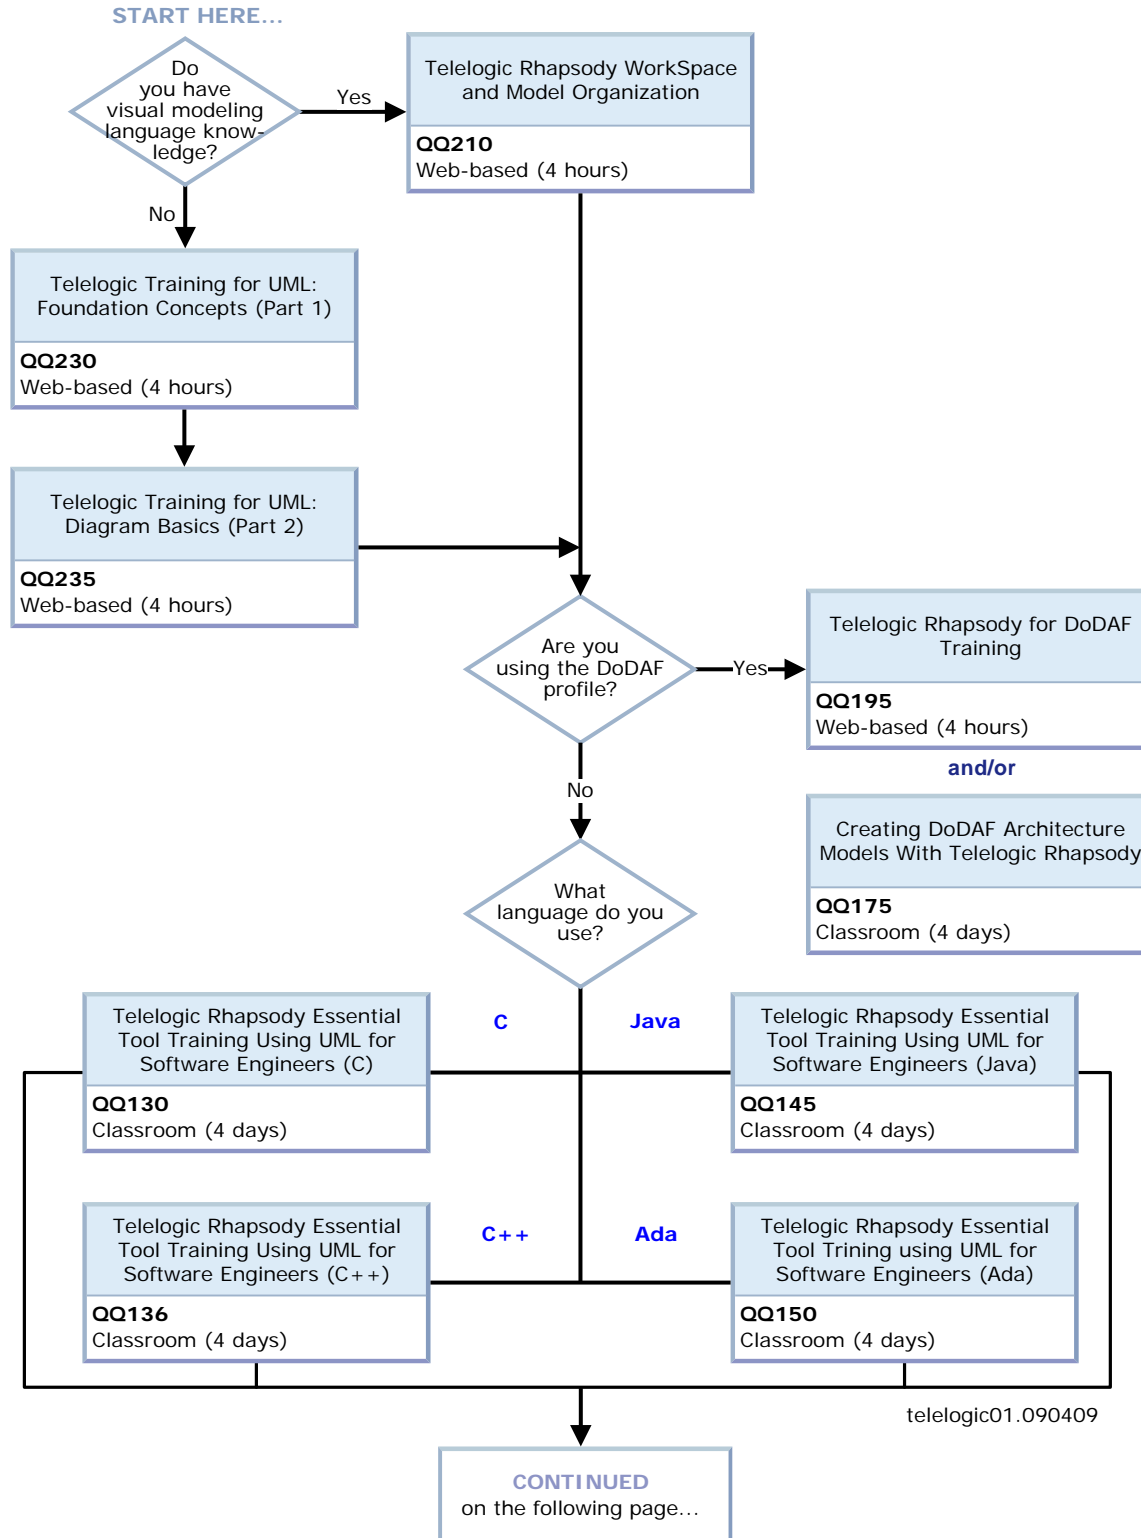 START HERE...
Do
you have
visual modeling
language know-
ledge?
Yes
Telelogic Rhapsody WorkSpace
and Model Organization
QQ210
Web-based (4 hours)
No
Telelogic Training for UML:
Foundation Concepts (Part 1)
QQ230
Web-based (4 hours)
Telelogic Training for UML:
Diagram Basics (Part 2)
QQ235
Web-based (4 hours)
Are you
using the DoDAF
profile?
Yes
Telelogic Rhapsody for DoDAF
Training
QQ195
Web-based (4 hours)
and/or
Creating DoDAF Architecture
Models With Telelogic Rhapsody
QQ175
Classroom (4 days)
No
What
language do you
use?
C
Java
Telelogic Rhapsody Essential
Tool Training Using UML for
Software Engineers (C)
QQ130
Classroom (4 days)
Telelogic Rhapsody Essential
Tool Training Using UML for
Software Engineers (Java)
QQ145
Classroom (4 days)
C++
Ada
Telelogic Rhapsody Essential
Tool Training Using UML for
Software Engineers (C++)
QQ136
Classroom (4 days)
Telelogic Rhapsody Essential
Tool Trining using UML for
Software Engineers (Ada)
QQ150
Classroom (4 days)
telelogic01.090409
CONTINUED
on the following page...